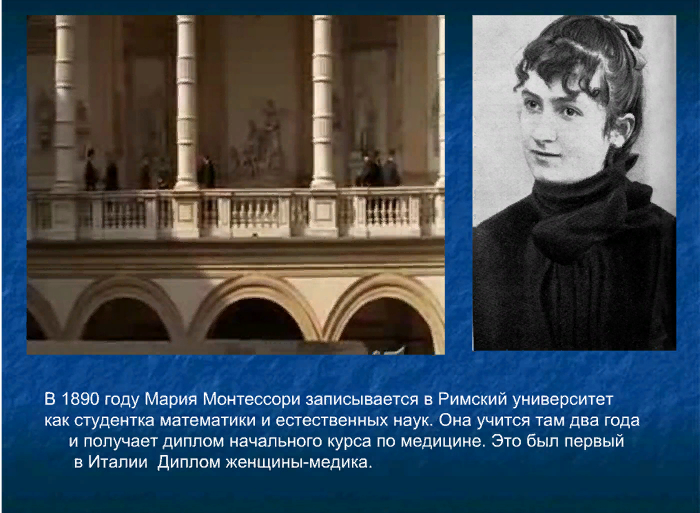 В 1890 году Мария Монтессори записывается в Римский университет
как студентка математики и естественных наук. Она учится там два года
и получает диплом начального курса по медицине. Это был первый
в Италии Диплом женщины-медика.